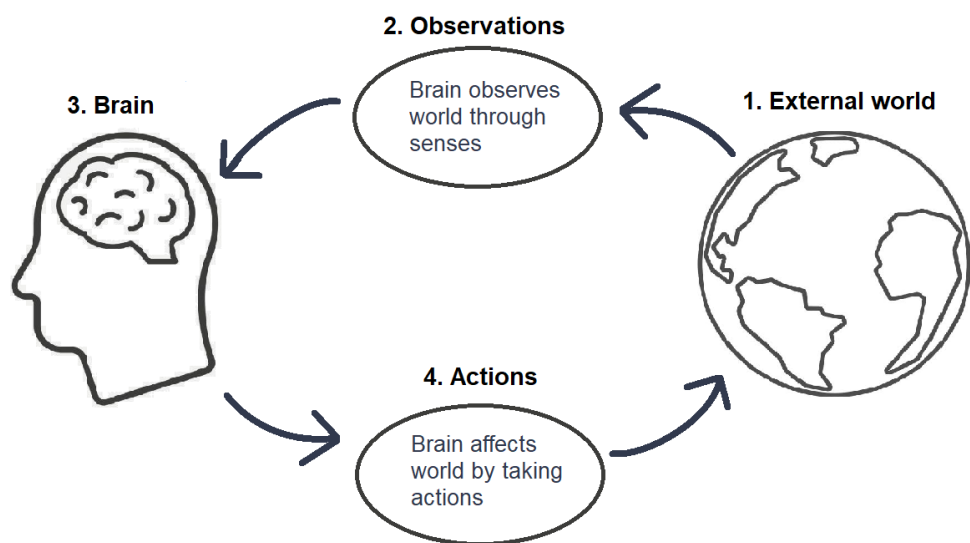 2. Observations
Brain observes
world through
senses
3. Brain
1. External world
4. Actions
Brain affects
world by taking
actions